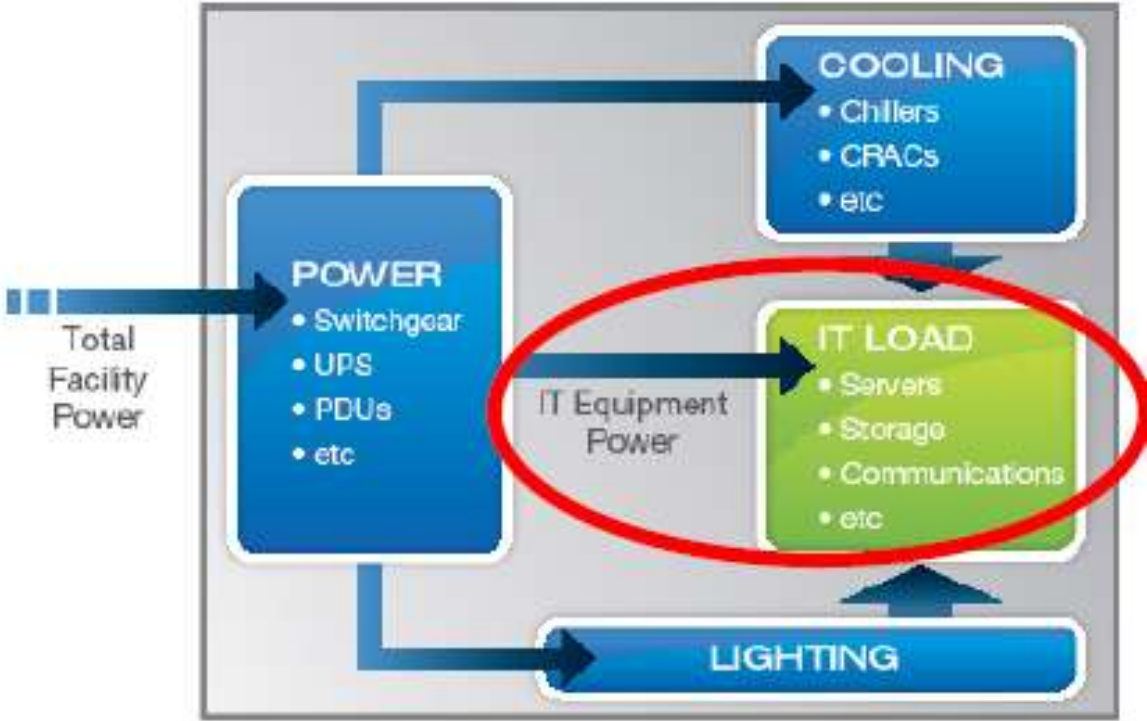 COOLING
• Chillers
• CRACs
• etc
POWER
• Switchgear
• UPS
• PDUs
• etc
Total
Facility
Power
IT Equipment
Power
IT LOAD
• Servers
• Storage
• Communications
• etc
LIGHTING